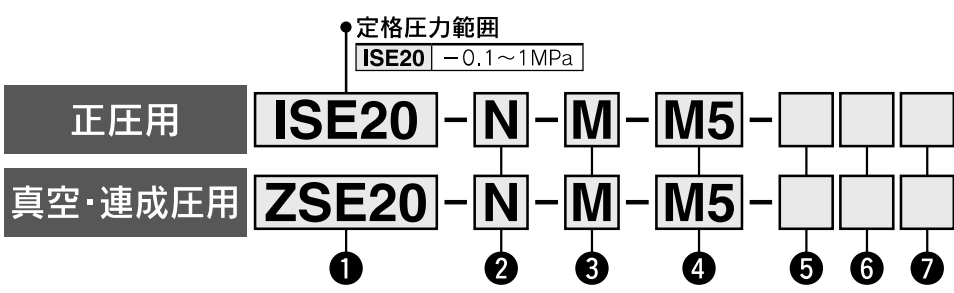 定格圧力範囲
ISE20 −0.1～1MPa
正圧用 ISE20 - N - M - M5 -
真空・連成圧用 ZSE20 - N - M - M5 -
❶ ❷ ❸ ❹ ❺ ❻ ❼